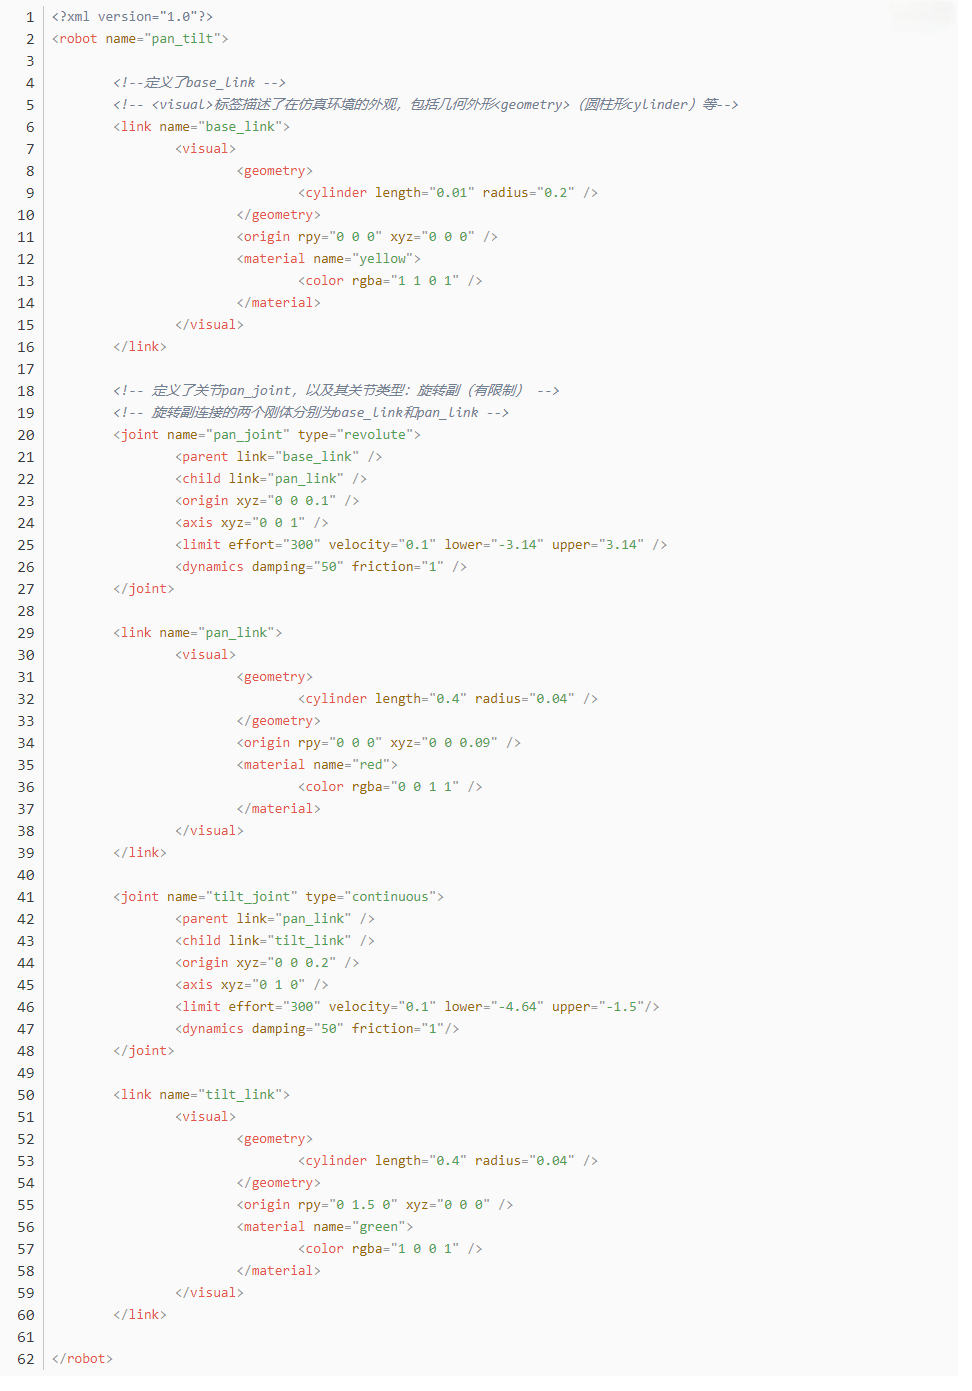 1 <?xml version="1.0"?>
2 <robot name="pan_tilt">
3
4 <!--定义了base_link -->
5 <!-- <visual>标签描述了在仿真环境的外观，包括几何外形<geometry>（圆柱形cylinder）等-->
6 <link name="base_link">
7 <visual>
8 <geometry>
9 <cylinder length="0.01" radius="0.2" />
10 </geometry>
11 <origin rpy="0 0 0" xyz="0 0 0" />
12 <material name="yellow">
13 <color rgba="1 1 0 1" />
14 </material>
15 </visual>
16 </link>
17
18 <!-- 定义了关节pan_joint，以及其关节类型：旋转副（有限制） -->
19 <!-- 旋转副连接的两个刚体分别为base_link和pan_link -->
20 <joint name="pan_joint" type="revolute">
21 <parent link="base_link" />
22 <child link="pan_link" />
23 <origin xyz="0 0 0.1" />
24 <axis xyz="0 0 1" />
25 <limit effort="300" velocity="0.1" lower="-3.14" upper="3.14" />
26 <dynamics damping="50" friction="1" />
27 </joint>
28
29 <link name="pan_link">
30 <visual>
31 <geometry>
32 <cylinder length="0.4" radius="0.04" />
33 </geometry>
34 <origin rpy="0 0 0" xyz="0 0 0.09" />
35 <material name="red">
36 <color rgba="0 0 1 1" />
37 </material>
38 </visual>
39 </link>
40
41 <joint name="tilt_joint" type="continuous">
42 <parent link="pan_link" />
43 <child link="tilt_link" />
44 <origin xyz="0 0 0.2" />
45 <axis xyz="0 1 0" />
46 <limit effort="300" velocity="0.1" lower="-4.64" upper="-1.5"/>
47 <dynamics damping="50" friction="1"/>
48 </joint>
49
50 <link name="tilt_link">
51 <visual>
52 <geometry>
53 <cylinder length="0.4" radius="0.04" />
54 </geometry>
55 <origin rpy="0 1.5 0" xyz="0 0 0" />
56 <material name="green">
57 <color rgba="1 0 0 1" />
58 </material>
59 </visual>
60 </link>
61
62 </robot>